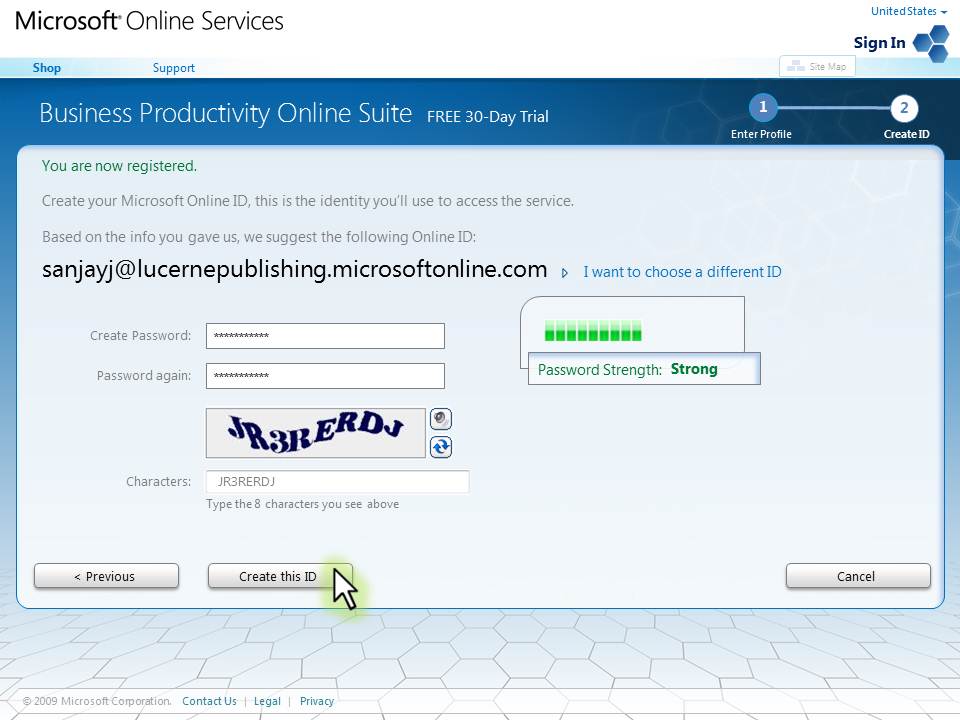 Microsoft® Online Services
United States
Sign In
Shop
Support
Site Map
Business Productivity Online Suite FREE 30-Day Trial
1
2
Enter Profile
Create ID
You are now registered.
Create your Microsoft Online ID, this is the identity you'll use to access the service.
Based on the info you gave us, we suggest the following Online ID:
sanjayj@lucernepublishing.microsoftonline.com
I want to choose a different ID
Create Password: ***********
Password Strength: Strong
Password again: ***********
JR3RERDJ
Characters: JR3RERDJ
Type the 8 characters you see above
< Previous
Create this ID
Cancel
© 2009 Microsoft Corporation. Contact Us | Legal | Privacy